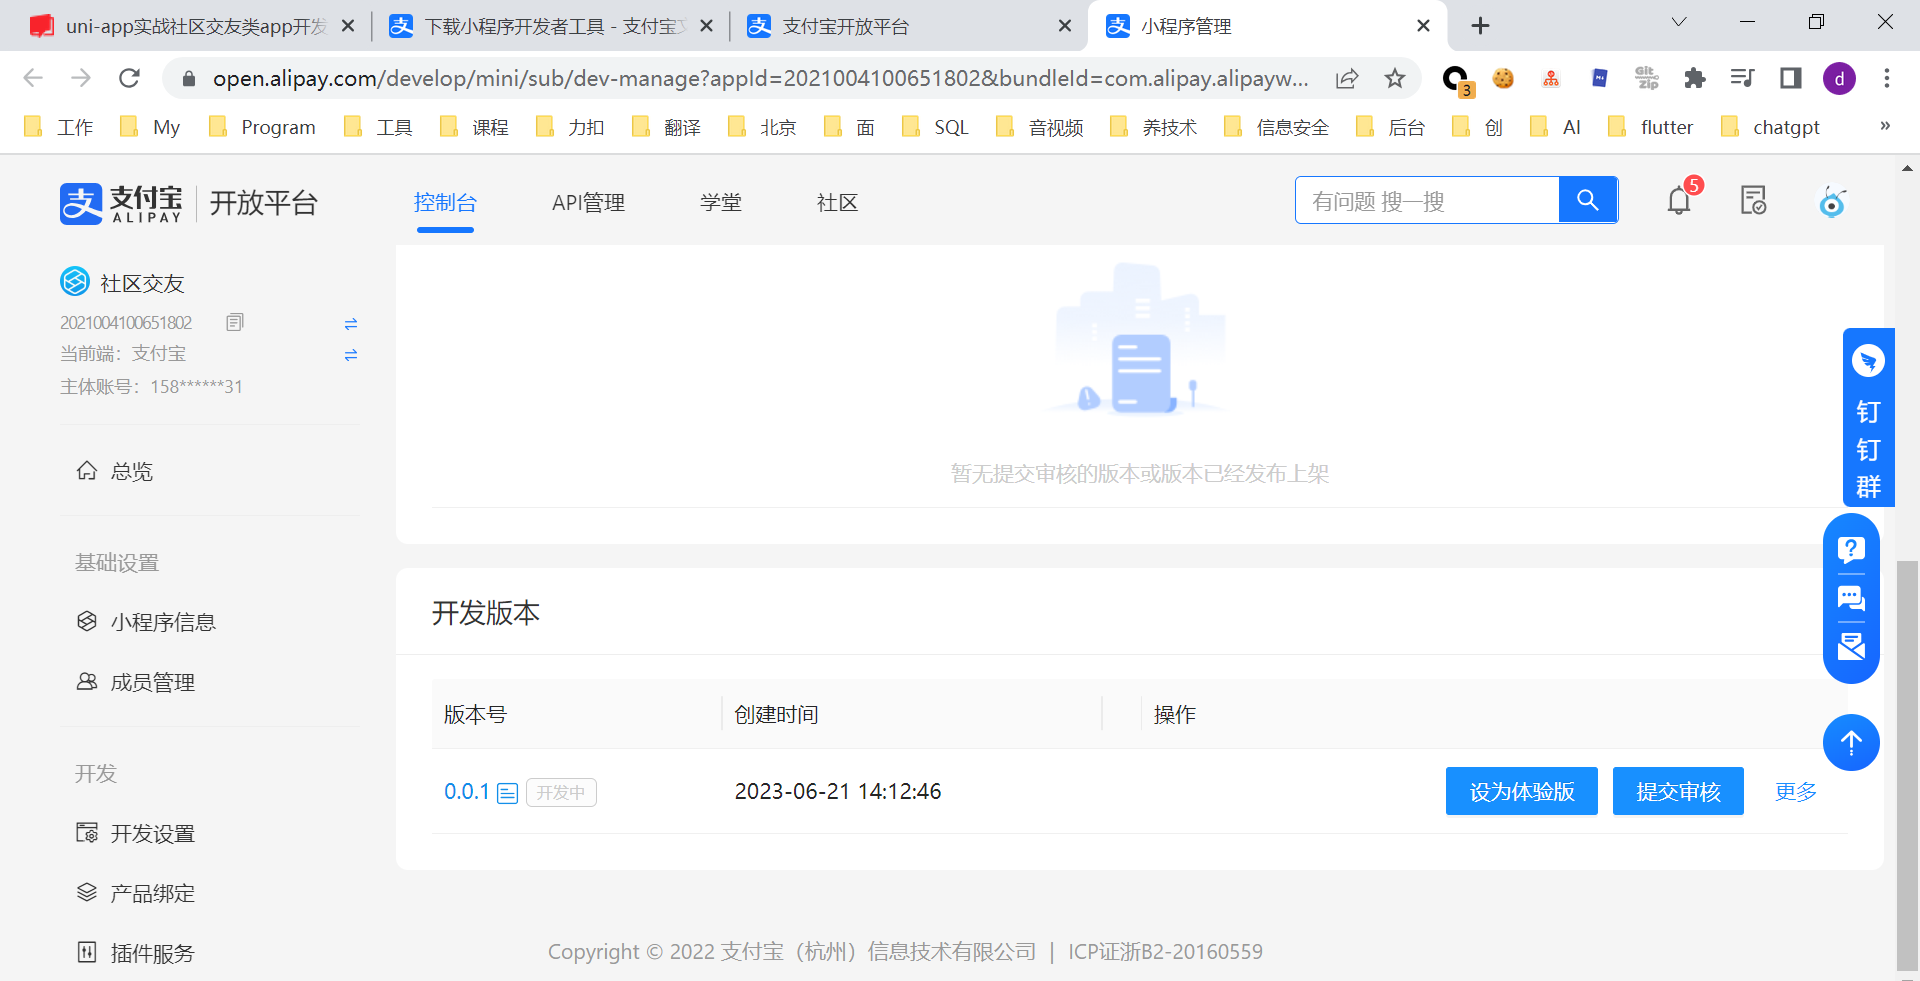 uni-app实战社区交友类app开发
下载小程序开发者工具 - 支付宝文
支付宝开放平台
小程序管理
open.alipay.com/develop/mini/sub/dev-manage?appId=2021004100651802&bundleId=com.alipay.alipayw...
3
Git zip
d
工作
My
Program
工具
课程
力扣
翻译
北京
面
SQL
音视频
养技术
信息安全
后台
创
AI
flutter
chatgpt
»
支付宝
ALIPAY
开放平台
控制台
API管理
学堂
社区
有问题 搜一搜
5
社区交友
2021004100651802
当前端：支付宝
主体账号：158******31
总览
基础设置
小程序信息
成员管理
开发
开发设置
产品绑定
插件服务
暂无提交审核的版本或版本已经发布上架
开发版本
版本号
创建时间
操作
0.0.1
开发中
2023-06-21 14:12:46
设为体验版
提交审核
更多
钉
钉
群
Copyright © 2022 支付宝（杭州）信息技术有限公司 | ICP证浙B2-20160559